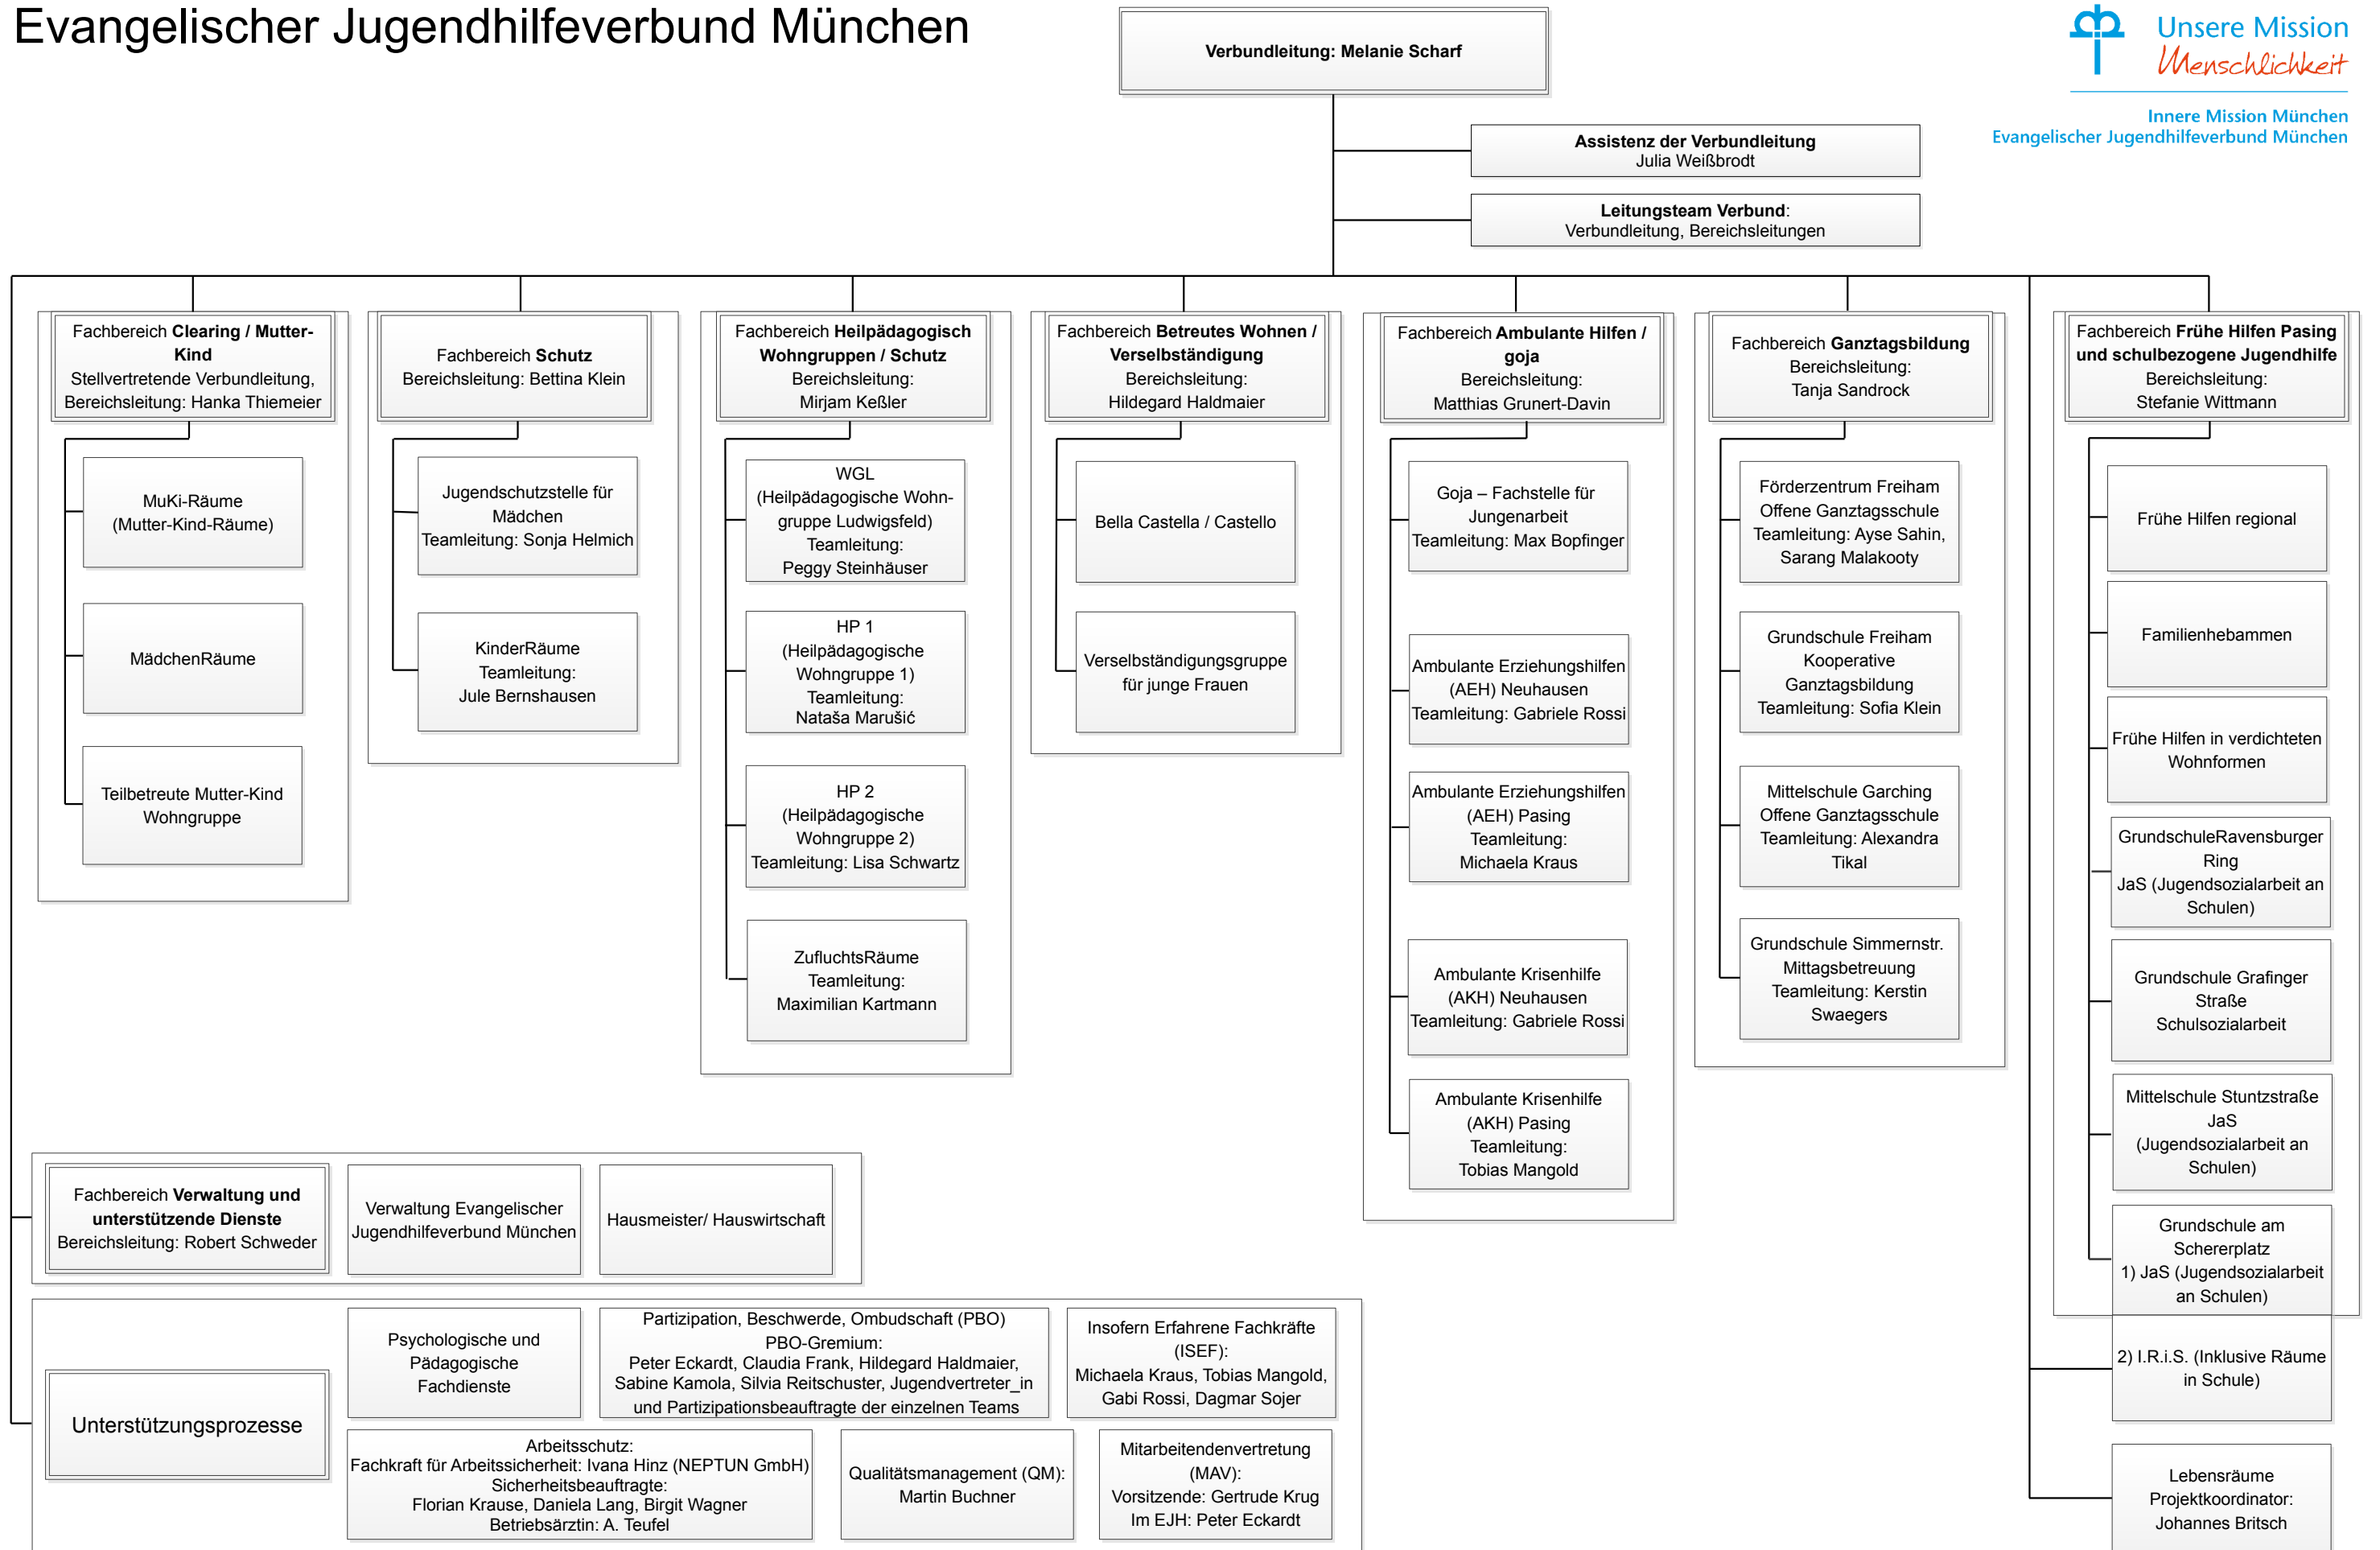 Evangelischer Jugendhilfeverbund München
Verbundleitung: Melanie Scharf
Unsere Mission
Menschlichkeit
Innere Mission München
Evangelischer Jugendhilfeverbund München
Assistenz der Verbundleitung
Julia Weißbrodt
Leitungsteam Verbund:
Verbundleitung, Bereichsleitungen
Fachbereich Clearing / Mutter-
Kind
Stellvertretende Verbundleitung,
Bereichsleitung: Hanka Thiemeier
MuKi-Räume
(Mutter-Kind-Räume)
MädchenRäume
Teilbetreute Mutter-Kind
Wohngruppe
Fachbereich Schutz
Bereichsleitung: Bettina Klein
Jugendschutzstelle für
Mädchen
Teamleitung: Sonja Helmich
KinderRäume
Teamleitung:
Jule Bernshausen
Fachbereich Heilpädagogisch
Wohngruppen / Schutz
Bereichsleitung:
Mirjam Keßler
WGL
(Heilpädagogische Wohn-
gruppe Ludwigsfeld)
Teamleitung:
Peggy Steinhäuser
HP 1
(Heilpädagogische
Wohngruppe 1)
Teamleitung:
Nataša Marušić
HP 2
(Heilpädagogische
Wohngruppe 2)
Teamleitung: Lisa Schwartz
ZufluchtsRäume
Teamleitung:
Maximilian Kartmann
Fachbereich Betreutes Wohnen /
Verselbständigung
Bereichsleitung:
Hildegard Haldmaier
Bella Castella / Castello
Verselbständigungsgruppe
für junge Frauen
Fachbereich Ambulante Hilfen /
goja
Bereichsleitung:
Matthias Grunert-Davin
Goja – Fachstelle für
Jungenarbeit
Teamleitung: Max Bopfinger
Ambulante Erziehungshilfen
(AEH) Neuhausen
Teamleitung: Gabriele Rossi
Ambulante Erziehungshilfen
(AEH) Pasing
Teamleitung:
Michaela Kraus
Ambulante Krisenhilfe
(AKH) Neuhausen
Teamleitung: Gabriele Rossi
Ambulante Krisenhilfe
(AKH) Pasing
Teamleitung:
Tobias Mangold
Fachbereich Ganztagsbildung
Bereichsleitung:
Tanja Sandrock
Förderzentrum Freiham
Offene Ganztagsschule
Teamleitung: Ayse Sahin,
Sarang Malakooty
Grundschule Freiham
Kooperative
Ganztagsbildung
Teamleitung: Sofia Klein
Mittelschule Garching
Offene Ganztagsschule
Teamleitung: Alexandra
Tikal
Grundschule Simmernstr.
Mittagsbetreuung
Teamleitung: Kerstin
Swaegers
Fachbereich Frühe Hilfen Pasing
und schulbezogene Jugendhilfe
Bereichsleitung:
Stefanie Wittmann
Frühe Hilfen regional
Familienhebammen
Frühe Hilfen in verdichteten
Wohnformen
GrundschuleRavensburger
Ring
JaS (Jugendsozialarbeit an
Schulen)
Grundschule Grafinger
Straße
Schulsozialarbeit
Mittelschule Stuntzstraße
JaS
(Jugendsozialarbeit an
Schulen)
Grundschule am
Schererplatz
1) JaS (Jugendsozialarbeit
an Schulen)
2) I.R.i.S. (Inklusive Räume
in Schule)
Lebensräume
Projektkoordinator:
Johannes Britsch
Fachbereich Verwaltung und
unterstützende Dienste
Bereichsleitung: Robert Schweder
Verwaltung Evangelischer
Jugendhilfeverbund München
Hausmeister/ Hauswirtschaft
Unterstützungsprozesse
Psychologische und
Pädagogische
Fachdienste
Partizipation, Beschwerde, Ombudschaft (PBO)
PBO-Gremium:
Peter Eckardt, Claudia Frank, Hildegard Haldmaier,
Sabine Kamola, Silvia Reitschuster, Jugendvertreter_in
und Partizipationsbeauftragte der einzelnen Teams
Insofern Erfahrene Fachkräfte
(ISEF):
Michaela Kraus, Tobias Mangold,
Gabi Rossi, Dagmar Sojer
Arbeitsschutz:
Fachkraft für Arbeitssicherheit: Ivana Hinz (NEPTUN GmbH)
Sicherheitsbeauftragte:
Florian Krause, Daniela Lang, Birgit Wagner
Betriebsärztin: A. Teufel
Qualitätsmanagement (QM):
Martin Buchner
Mitarbeitendenvertretung
(MAV):
Vorsitzende: Gertrude Krug
Im EJH: Peter Eckardt